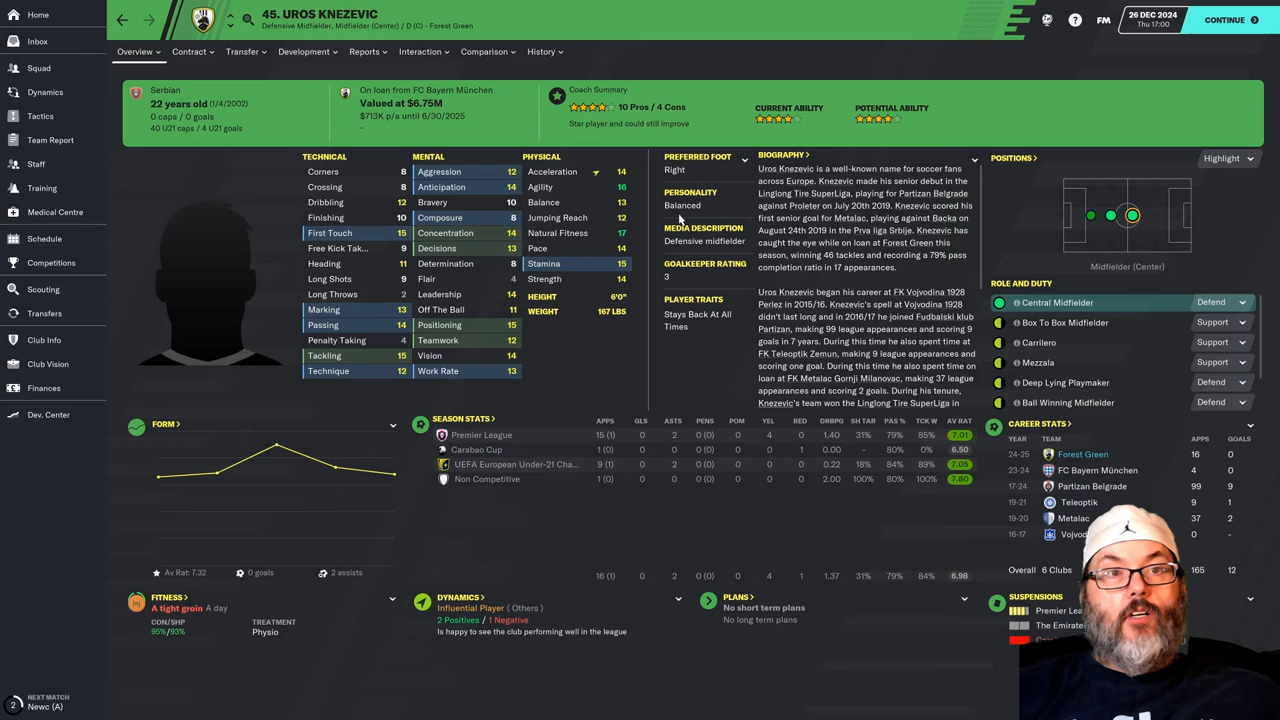 Home
Inbox
Squad
Dynamics
Tactics
Team Report
Staff
Training
Medical Centre
Schedule
Competitions
Scouting
Transfers
Club Info
Club Vision
Finances
Dev. Center
2 NEXT MATCH
Newc (A)
45. UROS KNEZEVIC
Defensive Midfielder, Midfielder (Center) / D (C) - Forest Green
FM
26 DEC 2024
Thu 17:00
CONTINUE
Overview
Contract
Transfer
Development
Reports
Interaction
Comparison
History
Serbian
22 years old (1/4/2002)
0 caps / 0 goals
40 U21 caps / 4 U21 goals
On loan from FC Bayern München
Valued at $6.75M
$713K p/a until 6/30/2025
-
Coach Summary
10 Pros / 4 Cons
Star player and could still improve
CURRENT ABILITY
POTENTIAL ABILITY
TECHNICAL
Corners 8
Crossing 8
Dribbling 12
Finishing 10
First Touch 15
Free Kick Tak... 9
Heading 11
Long Shots 9
Long Throws 2
Marking 13
Passing 14
Penalty Taking 4
Tackling 15
Technique 12
MENTAL
Aggression 12
Anticipation 14
Bravery 10
Composure 8
Concentration 14
Decisions 13
Determination 8
Flair 4
Leadership 14
Off The Ball 11
Positioning 15
Teamwork 12
Vision 14
Work Rate 13
PHYSICAL
Acceleration 14
Agility 16
Balance 13
Jumping Reach 12
Natural Fitness 17
Pace 14
Stamina 15
Strength 14
HEIGHT 6'0"
WEIGHT 167 LBS
PREFERRED FOOT
Right
PERSONALITY
Balanced
MEDIA DESCRIPTION
Defensive midfielder
GOALKEEPER RATING
3
PLAYER TRAITS
Stays Back At All
Times
BIOGRAPHY
Uros Knezevic is a well-known name for soccer fans
across Europe. Knezevic made his senior debut in the
Linglong Tire SuperLiga, playing for Partizan Belgrade
against Proleter on July 20th 2019. Knezevic scored his
first senior goal for Metalac, playing against Backa on
August 24th 2019 in the Prva liga Srbije. Knezevic has
caught the eye while on loan at Forest Green this
season, winning 46 tackles and recording a 79% pass
completion ratio in 17 appearances.
Uros Knezevic began his career at FK Vojvodina 1928
Perlez in 2015/16. Knezevic's spell at Vojvodina 1928
didn't last long and in 2016/17 he joined Fudbalski klub
Partizan, making 99 league appearances and scoring 9
goals in 7 years. During this time he also spent time on
FK Teleoptik Zemun, making 9 league appearances and
scoring one goal. During this time he also spent time on
loan at FK Metalac Gornji Milanovac, making 37 league
appearances and scoring 2 goals. During his tenure,
Knezevic's team won the Linglong Tire SuperLiga in
POSITIONS
Highlight
Midfielder (Center)
ROLE AND DUTY
Central Midfielder Defend
Box To Box Midfielder Support
Carrilero Support
Mezzala Support
Deep Lying Playmaker Defend
Ball Winning Midfielder Defend
FORM
Av Rat: 7.32
0 goals
2 assists
SEASON STATS
APPS GLS ASTS PENS POM YEL RED DRBPG SH TAR PAS % TCK W AV RAT
Premier League 15 (1) 0 2 0 (0) 0 4 0 1.40 31% 79% 85% 7.01
Carabao Cup 1 (0) 0 0 0 (0) 0 0 1 0.00 - 80% 0% 6.50
UEFA European Under-21 Cha... 9 (1) 0 2 0 (0) 0 0 0 0.22 18% 84% 89% 7.05
Non Competitive 1 (0) 0 0 0 (0) 0 0 0 2.00 100% 80% 100% 7.80
16 (1) 0 2 0 (0) 0 4 1 1.37 31% 79% 84% 6.98
CAREER STATS
YEAR TEAM APPS GOALS
24-25 Forest Green 16 0
23-24 FC Bayern München 4 0
17-24 Partizan Belgrade 99 9
19-21 Teleoptik 9 1
19-20 Metalac 37 2
16-17 Vojvod 0 -
Overall 6 Clubs 165 12
FITNESS
Inj A tight groin A day
CON/SHP
95%/93%
TREATMENT
Physio
DYNAMICS
Influential Player ( Others )
2 Positives / 1 Negative
Is happy to see the club performing well in the league
PLANS
No short term plans
No long term plans
SUSPENSIONS
Premier Lea
The Emirate